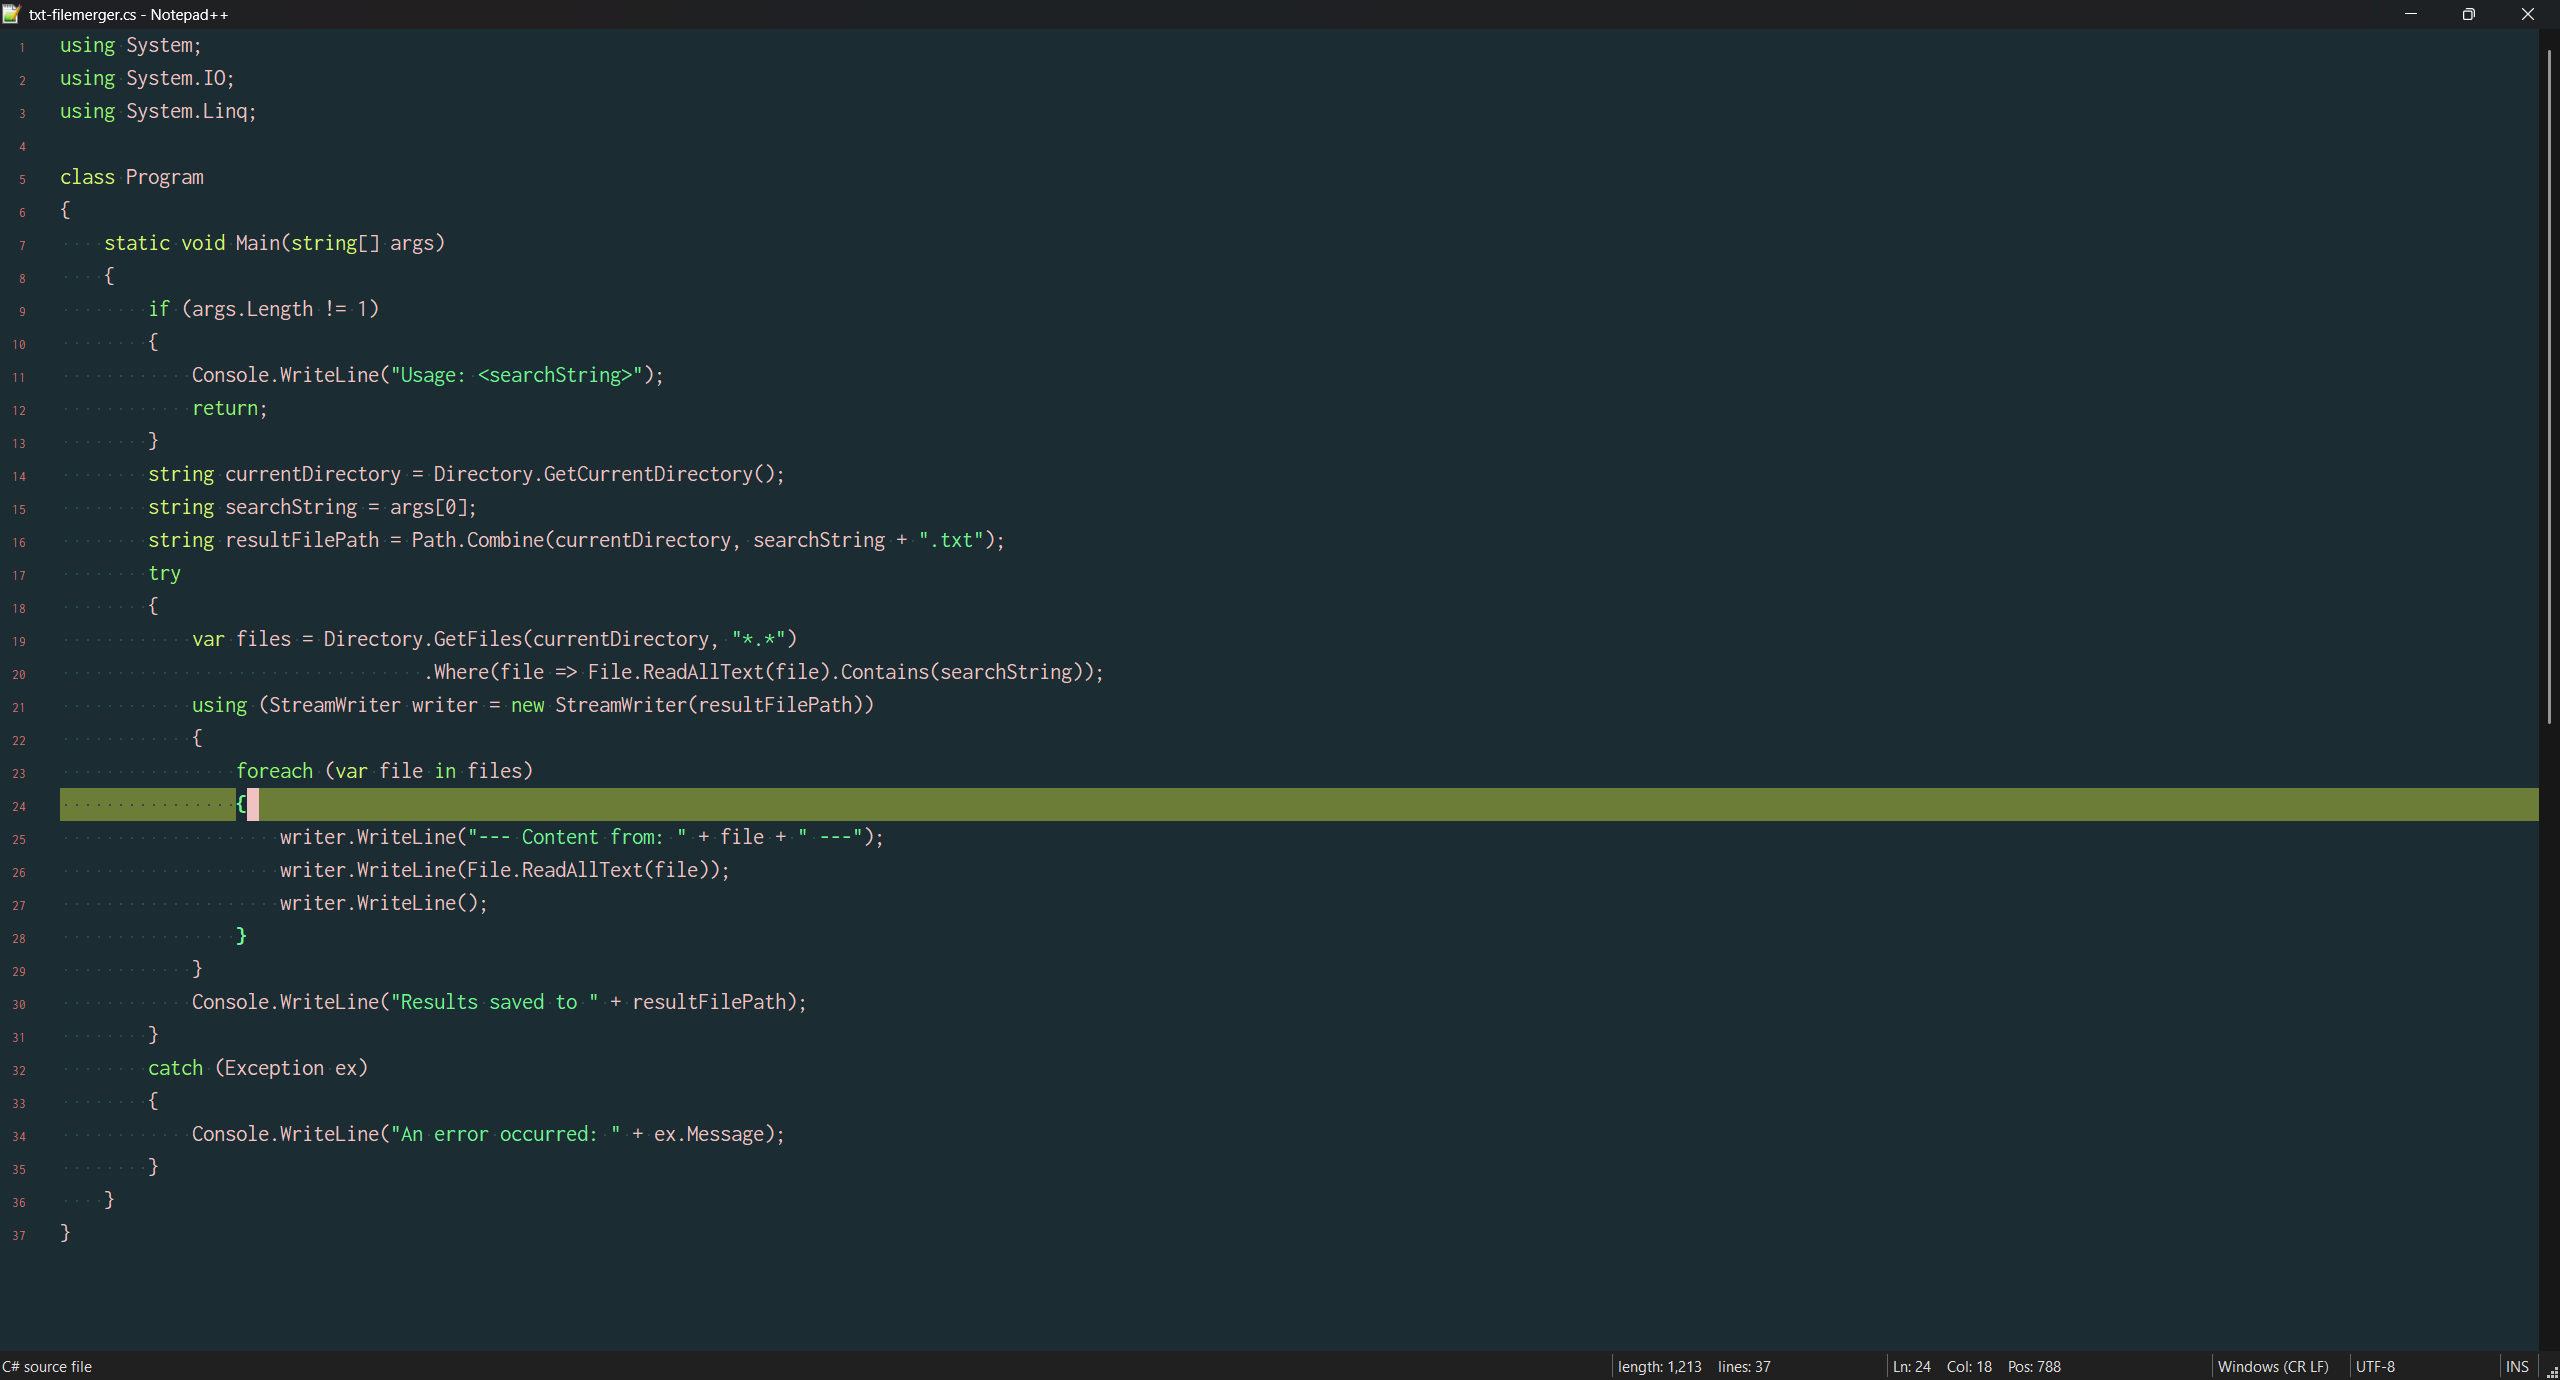 txt-filemerger.cs - Notepad++
1 using System;
2 using System.IO;
3 using System.Linq;
4
5 class Program
6 {
7     static void Main(string[] args)
8     {
9         if (args.Length != 1)
10         {
11             Console.WriteLine("Usage: <searchString>");
12             return;
13         }
14         string currentDirectory = Directory.GetCurrentDirectory();
15         string searchString = args[0];
16         string resultFilePath = Path.Combine(currentDirectory, searchString + ".txt");
17         try
18         {
19             var files = Directory.GetFiles(currentDirectory, "*.*")
20                                  .Where(file => File.ReadAllText(file).Contains(searchString));
21             using (StreamWriter writer = new StreamWriter(resultFilePath))
22             {
23                 foreach (var file in files)
24                 {
25                     writer.WriteLine("--- Content from: " + file + " ---");
26                     writer.WriteLine(File.ReadAllText(file));
27                     writer.WriteLine();
28                 }
29             }
30             Console.WriteLine("Results saved to " + resultFilePath);
31         }
32         catch (Exception ex)
33         {
34             Console.WriteLine("An error occurred: " + ex.Message);
35         }
36     }
37 }
C# source file length: 1,213 lines: 37 Ln: 24 Col: 18 Pos: 788 Windows (CR LF) UTF-8 INS